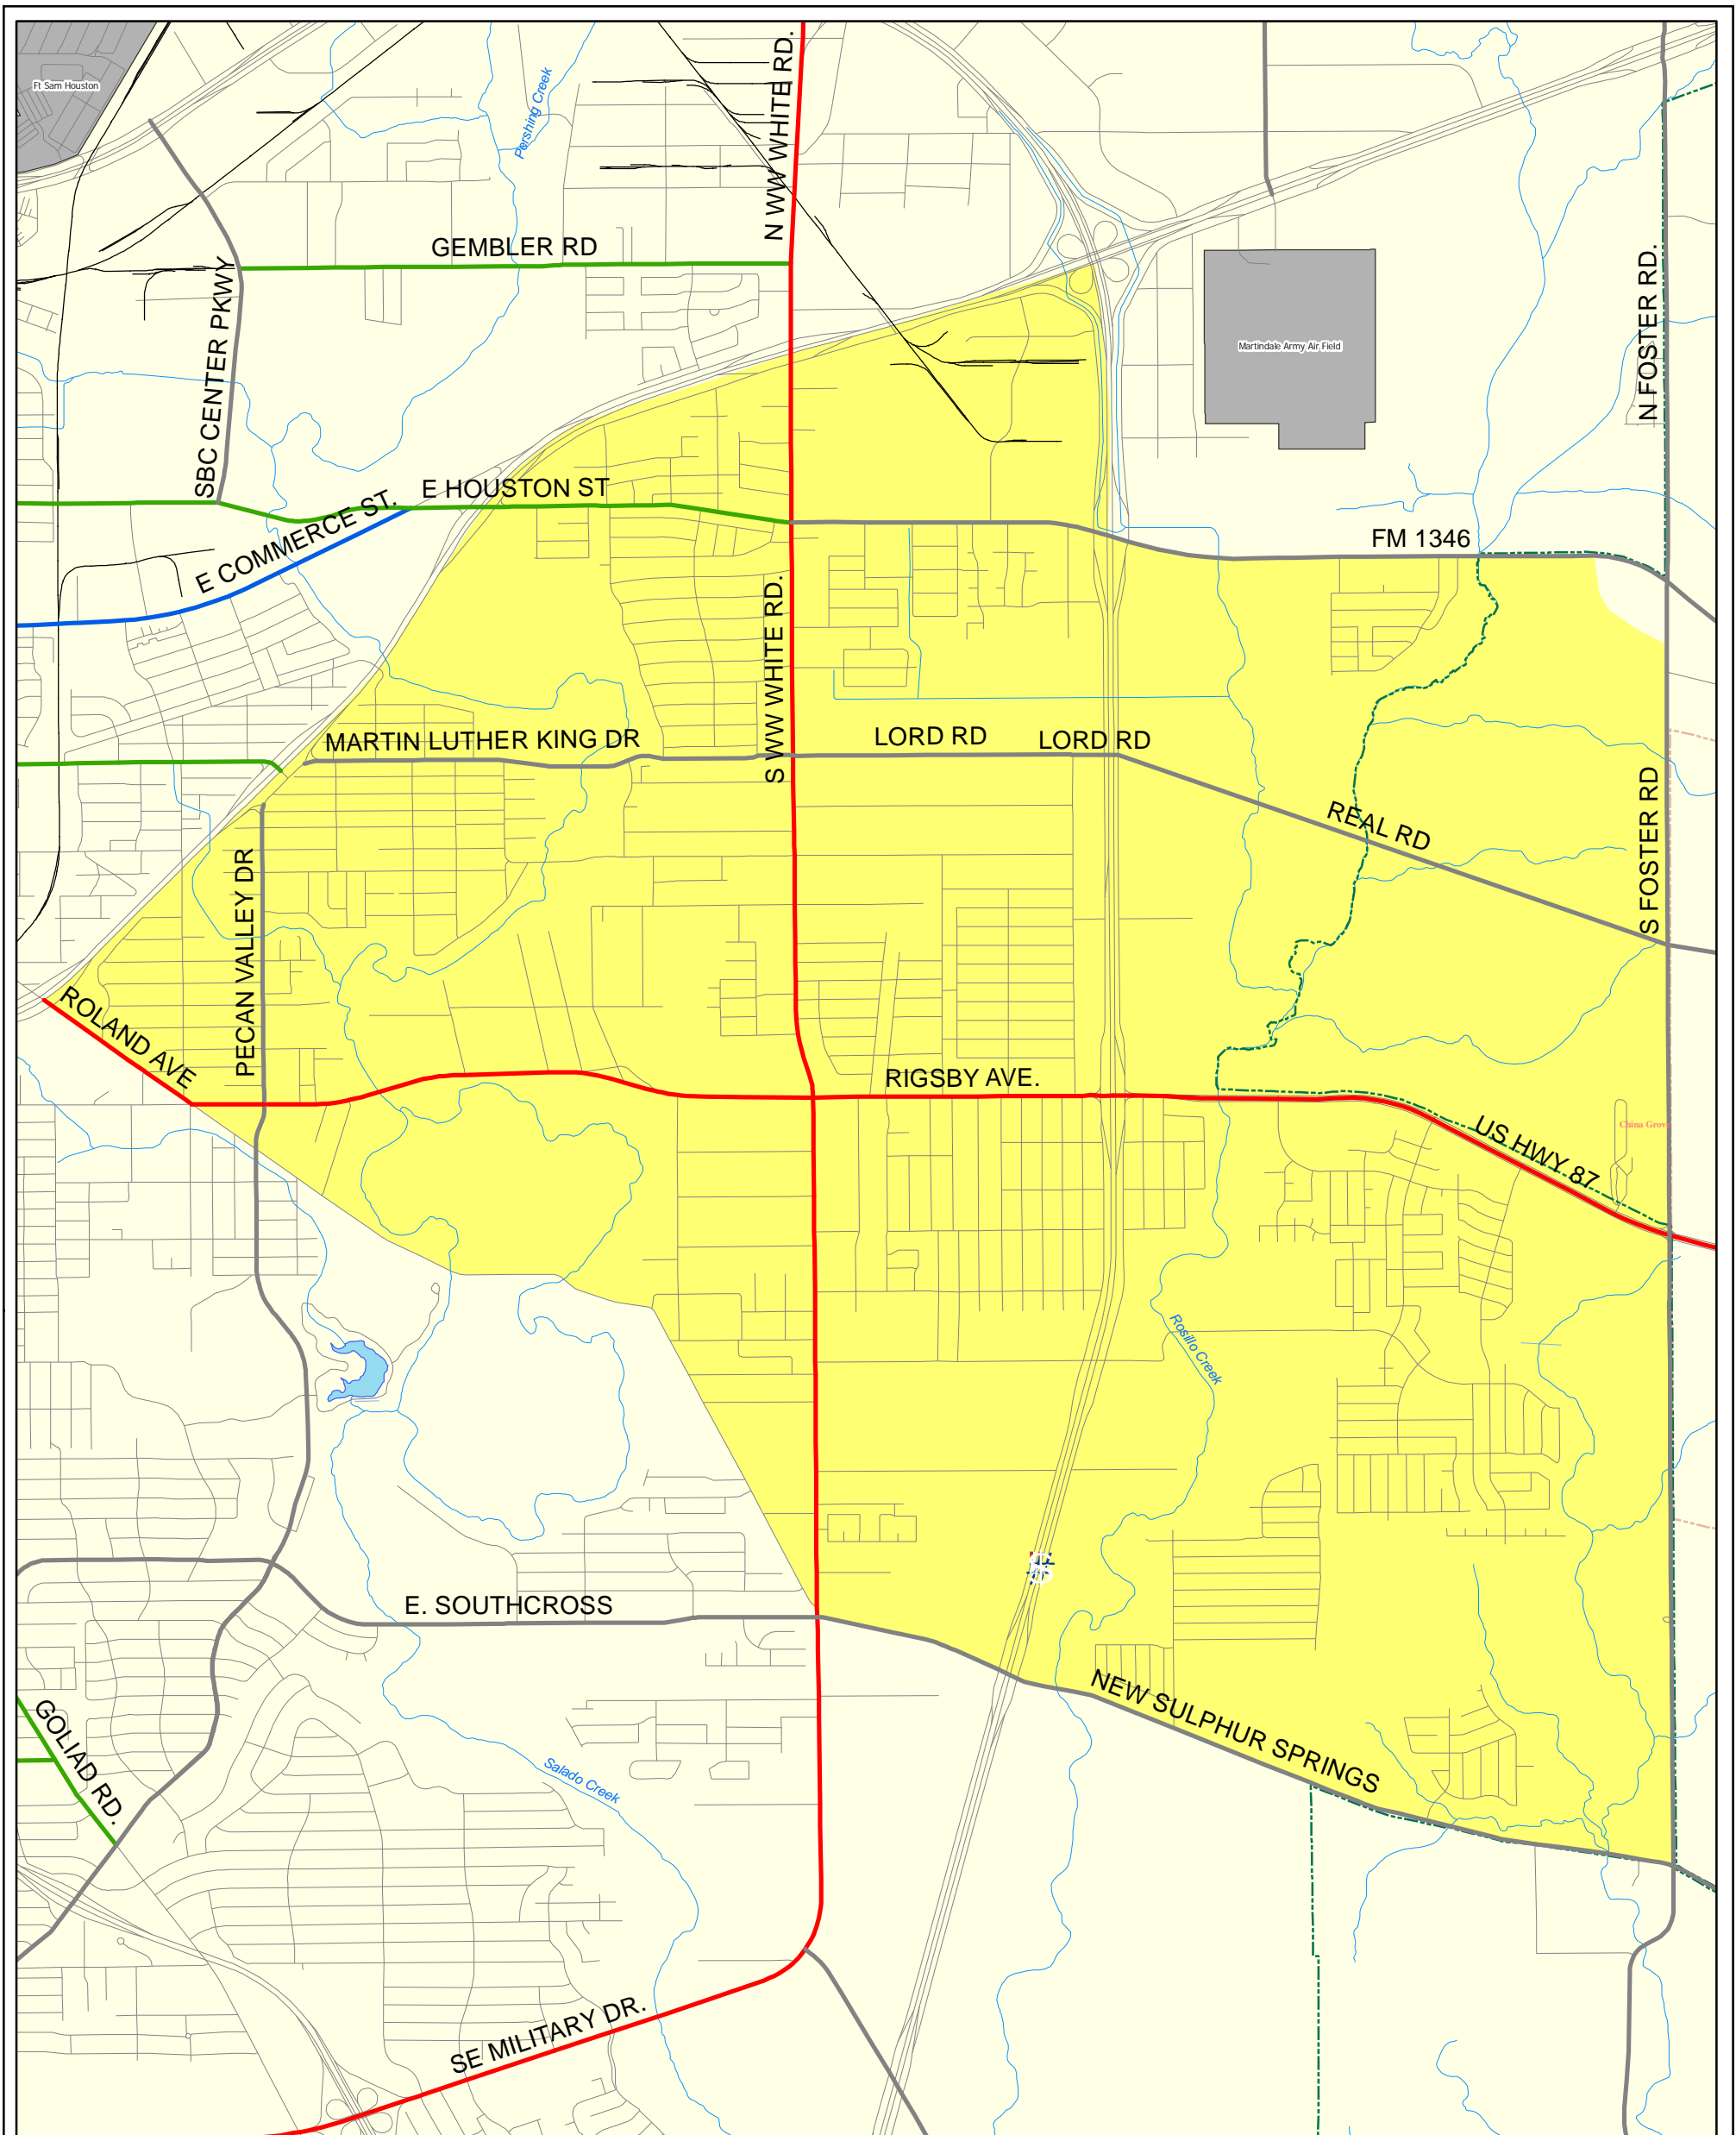 Ft Sam Houston
Pershing Creek
N WW WHITE RD.
GEMBLER RD
SBC CENTER PKWY
Martindale Army Air Field
N FOSTER RD.
E HOUSTON ST
E COMMERCE ST.
FM 1346
S WW WHITE RD.
MARTIN LUTHER KING DR
LORD RD
LORD RD
REAL RD
S FOSTER RD
PECAN VALLEY DR
ROLAND AVE
RIGSBY AVE.
US HWY 87
China Grov
Rosillo Creek
E. SOUTHCROSS
NEW SULPHUR SPRINGS
GOLIAD RD.
Salado Creek
SE MILITARY DR.